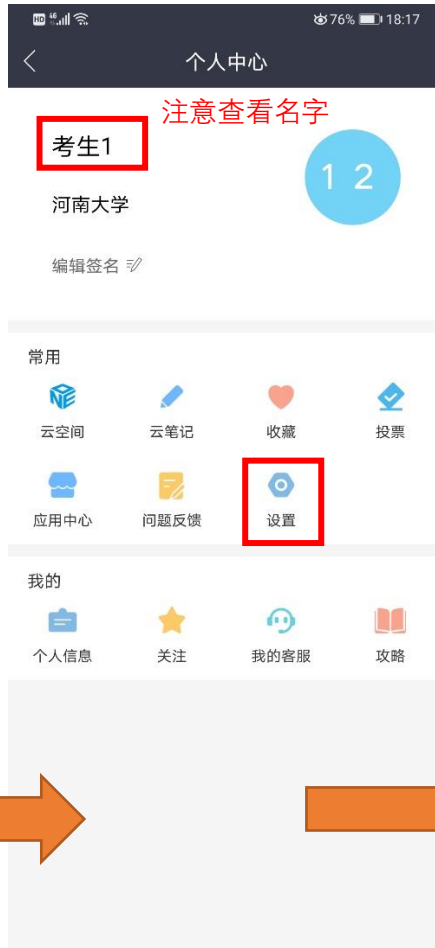 HD 46 76% 18:17
个人中心
注意查看名字
考生1
1 2
河南大学
编辑签名
常用
NE
云空间 云笔记 收藏 投票
应用中心 问题反馈 设置
我的
个人信息 关注 我的客服 攻略